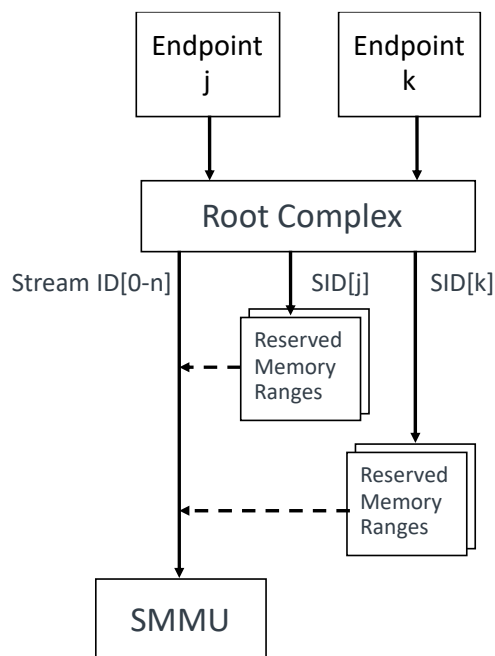 Endpoint
j
Endpoint
k
Root Complex
Stream ID[0-n]
SID[j]
SID[k]
Reserved
Memory
Ranges
Reserved
Memory
Ranges
SMMU